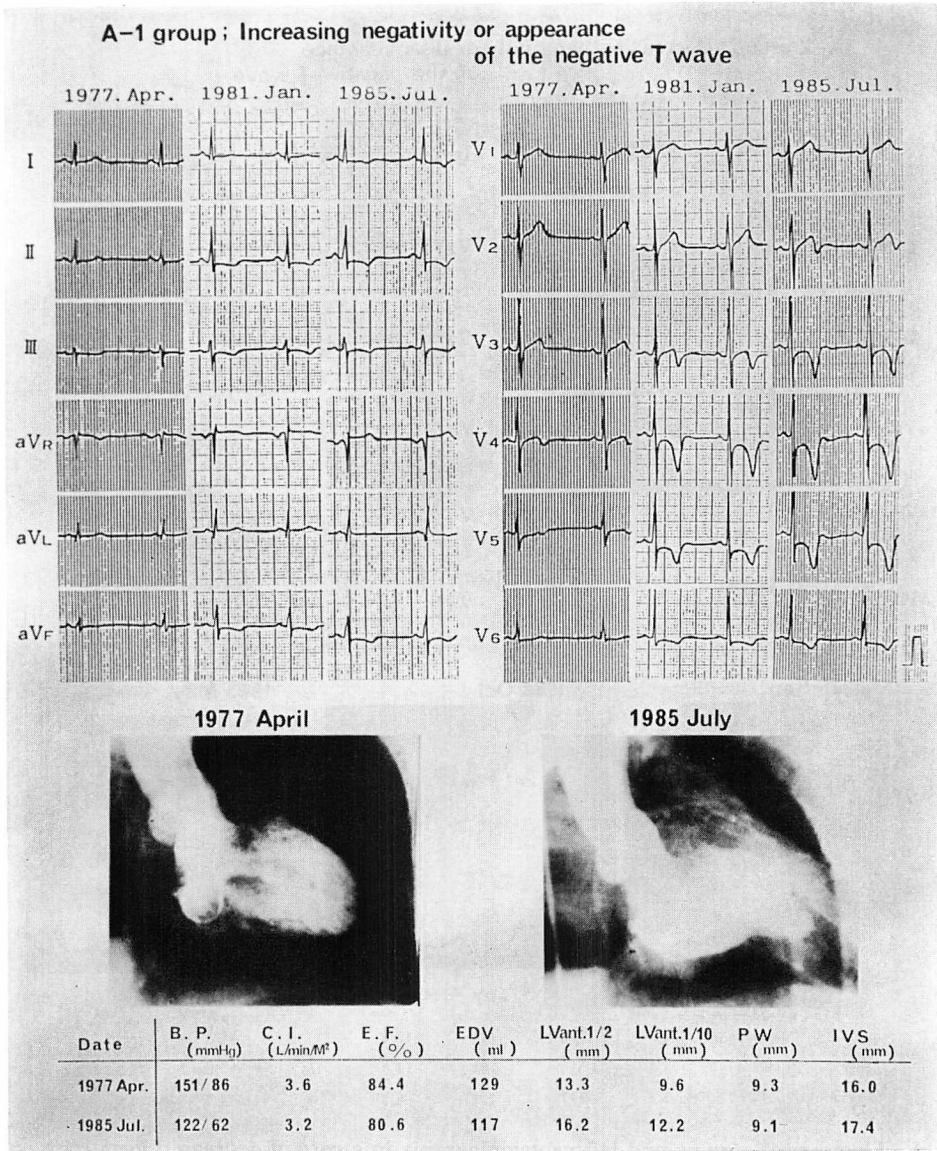 A-1 group ; Increasing negativity or appearance
of the negative T wave
1977. Apr. 1981. Jan. 1985. Jul. 1977. Apr. 1981. Jan. 1985. Jul.
I V1
II V2
III V3
aVR V4
aVL V5
aVF V6
1977 April 1985 July
Date B. P. (mmHg) C. I. (L/min/M²) E. F. (%) EDV (ml) LVant.1/2 (mm) LVant.1/10 (mm) PW (mm) IVS (mm)
1977 Apr. 151/86 3.6 84.4 129 13.3 9.6 9.3 16.0
1985 Jul. 122/62 3.2 80.6 117 16.2 12.2 9.1 17.4